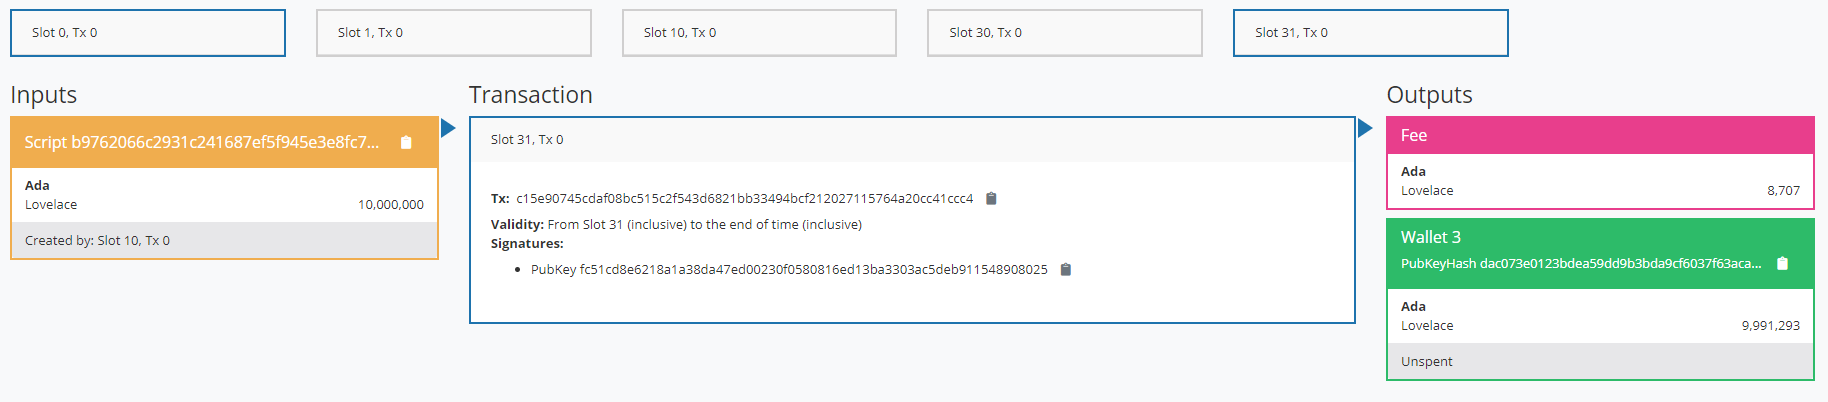 Slot 0, Tx 0
Slot 1, Tx 0
Slot 10, Tx 0
Slot 30, Tx 0
Slot 31, Tx 0
Inputs
Script b9762066c2931c241687ef5f945e3e8fc7...
Ada
Lovelace 10,000,000
Created by: Slot 10, Tx 0
Transaction
Slot 31, Tx 0
Tx: c15e90745cdaf08bc515c2f543d6821bb33494bcf212027115764a20cc41ccc4
Validity: From Slot 31 (inclusive) to the end of time (inclusive)
Signatures:
• PubKey fc51cd8e6218a1a38da47ed00230f0580816ed13ba3303ac5deb911548908025
Outputs
Fee
Ada
Lovelace 8,707
Wallet 3
PubKeyHash dac073e0123bdea59dd9b3bda9cf6037f63aca...
Ada
Lovelace 9,991,293
Unspent